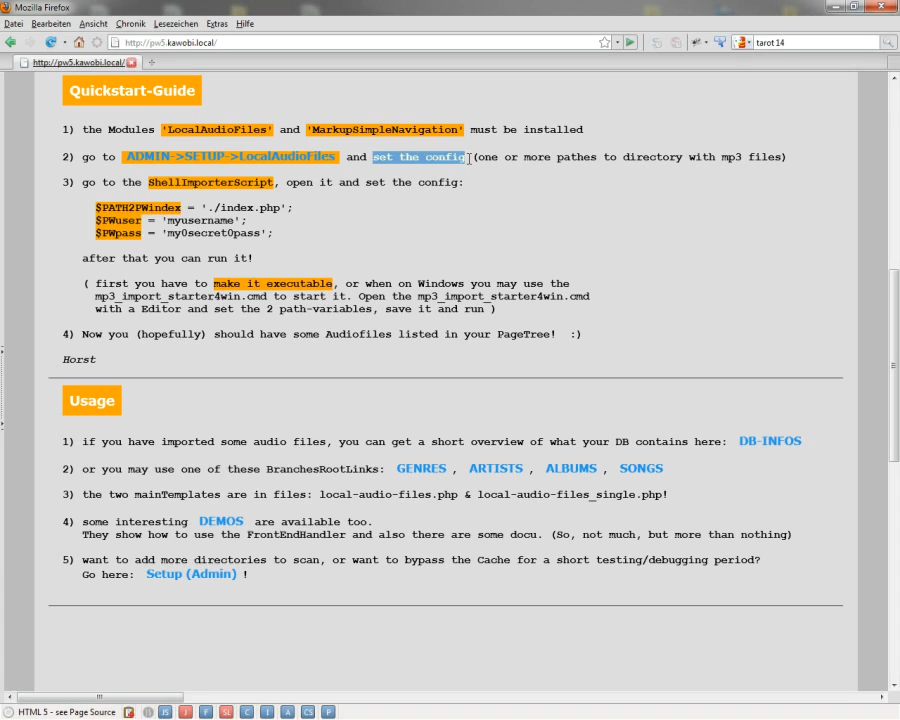 Mozilla Firefox
Datei Bearbeiten Ansicht Chronik Lesezeichen Extras Hilfe
http://pw5.kawobi.local/
tarot 14
http://pw5.kawobi.local/
Quickstart-Guide
1) the Modules 'LocalAudioFiles' and 'MarkupSimpleNavigation' must be installed
2) go to ADMIN->SETUP->LocalAudioFiles and set the config (one or more pathes to directory with mp3 files)
3) go to the ShellImporterScript, open it and set the config:
$PATH2PWindex = './index.php';
$PWuser = 'myusername';
$PWpass = 'my0secret0pass';
after that you can run it!
( first you have to make it executable, or when on Windows you may use the
mp3_import_starter4win.cmd to start it. Open the mp3_import_starter4win.cmd
with a Editor and set the 2 path-variables, save it and run )
4) Now you (hopefully) should have some Audiofiles listed in your PageTree! :)
Horst
Usage
1) if you have imported some audio files, you can get a short overview of what your DB contains here: DB-INFOS
2) or you may use one of these BranchesRootLinks: GENRES , ARTISTS , ALBUMS , SONGS
3) the two mainTemplates are in files: local-audio-files.php & local-audio-files_single.php!
4) some interesting DEMOS are available too.
They show how to use the FrontEndHandler and also there are some docu. (So, not much, but more than nothing)
5) want to add more directories to scan, or want to bypass the Cache for a short testing/debugging period?
Go here: Setup (Admin) !
HTML 5 - see Page Source JS J F SL C I A CS P